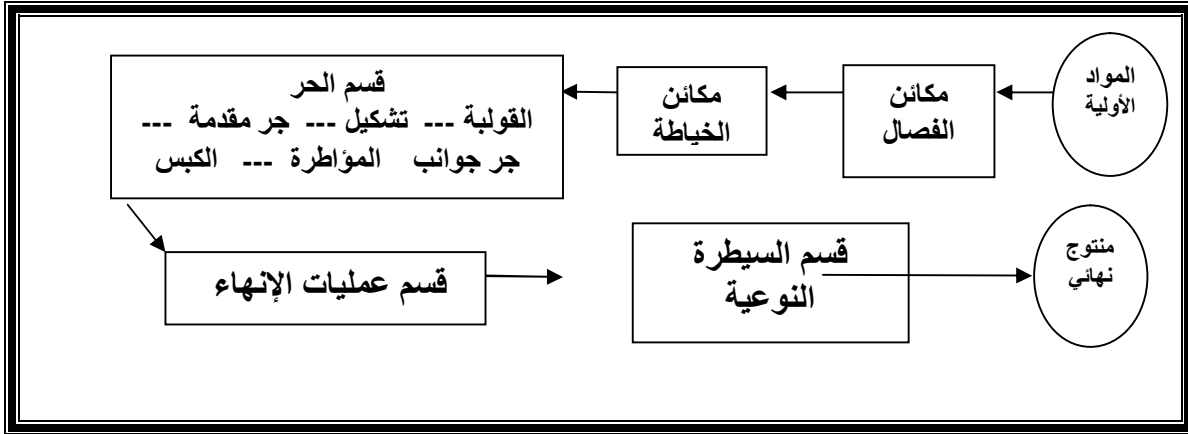 المواد
الأولية
مكائن
الفصال
مكائن
الخياطة
قسم الحر
القولبة --- تشكيل --- جر مقدمة ---
جر جوانب المؤاطرة --- الكبس
قسم عمليات الإنهاء
قسم السيطرة
النوعية
منتوج
نهائي